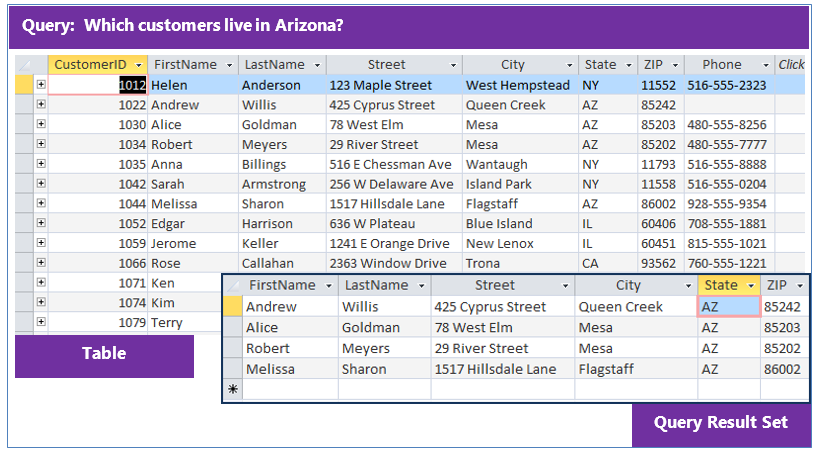 Query: Which customers live in Arizona?
CustomerID FirstName LastName Street City State ZIP Phone Click
1012 Helen Anderson 123 Maple Street West Hempstead NY 11552 516-555-2323
1022 Andrew Willis 425 Cyprus Street Queen Creek AZ 85242
1030 Alice Goldman 78 West Elm Mesa AZ 85203 480-555-8256
1034 Robert Meyers 29 River Street Mesa AZ 85202 480-555-7777
1035 Anna Billings 516 E Chessman Ave Wantaugh NY 11793 516-555-8888
1042 Sarah Armstrong 256 W Delaware Ave Island Park NY 11558 516-555-0204
1044 Melissa Sharon 1517 Hillsdale Lane Flagstaff AZ 86002 928-555-9354
1052 Edgar Harrison 636 W Plateau Blue Island IL 60406 708-555-1881
1059 Jerome Keller 1241 E Orange Drive New Lenox IL 60451 815-555-1021
1066 Rose Callahan 2363 Window Drive Trona CA 93562 760-555-1221
1071 Ken
1074 Kim
1079 Terry
Table
FirstName LastName Street City State ZIP
Andrew Willis 425 Cyprus Street Queen Creek AZ 85242
Alice Goldman 78 West Elm Mesa AZ 85203
Robert Meyers 29 River Street Mesa AZ 85202
Melissa Sharon 1517 Hillsdale Lane Flagstaff AZ 86002
Query Result Set